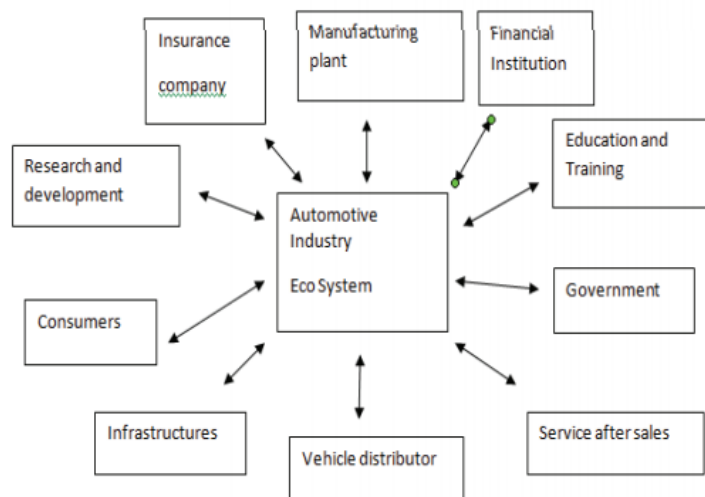 Insurance
company
Manufacturing
plant
Financial
Institution
Education and
Training
Research and
development
Automotive
Industry
Eco System
Government
Consumers
Infrastructures
Vehicle distributor
Service after sales